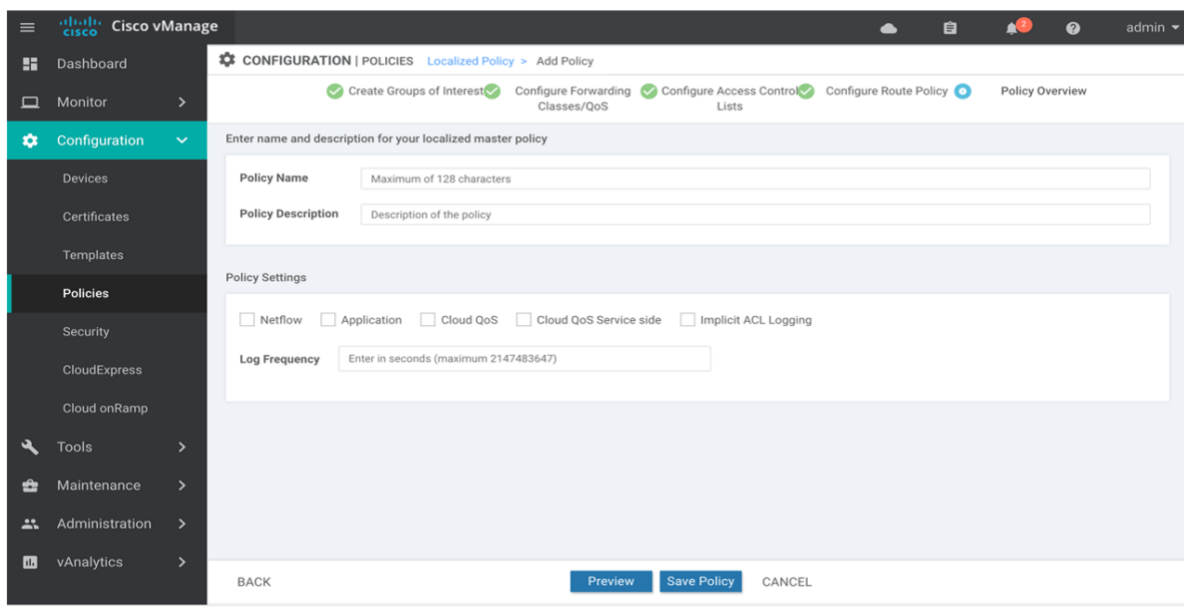 cisco Cisco vManage
2
admin
Dashboard
Monitor
Configuration
Devices
Certificates
Templates
Policies
Security
CloudExpress
Cloud onRamp
Tools
Maintenance
Administration
vAnalytics
CONFIGURATION | POLICIES Localized Policy > Add Policy
Create Groups of Interest
Configure Forwarding
Classes/QoS
Configure Access Control
Lists
Configure Route Policy
Policy Overview
Enter name and description for your localized master policy
Policy Name Maximum of 128 characters
Policy Description Description of the policy
Policy Settings
Netflow Application Cloud QoS Cloud QoS Service side Implicit ACL Logging
Log Frequency Enter in seconds (maximum 2147483647)
BACK Preview Save Policy CANCEL